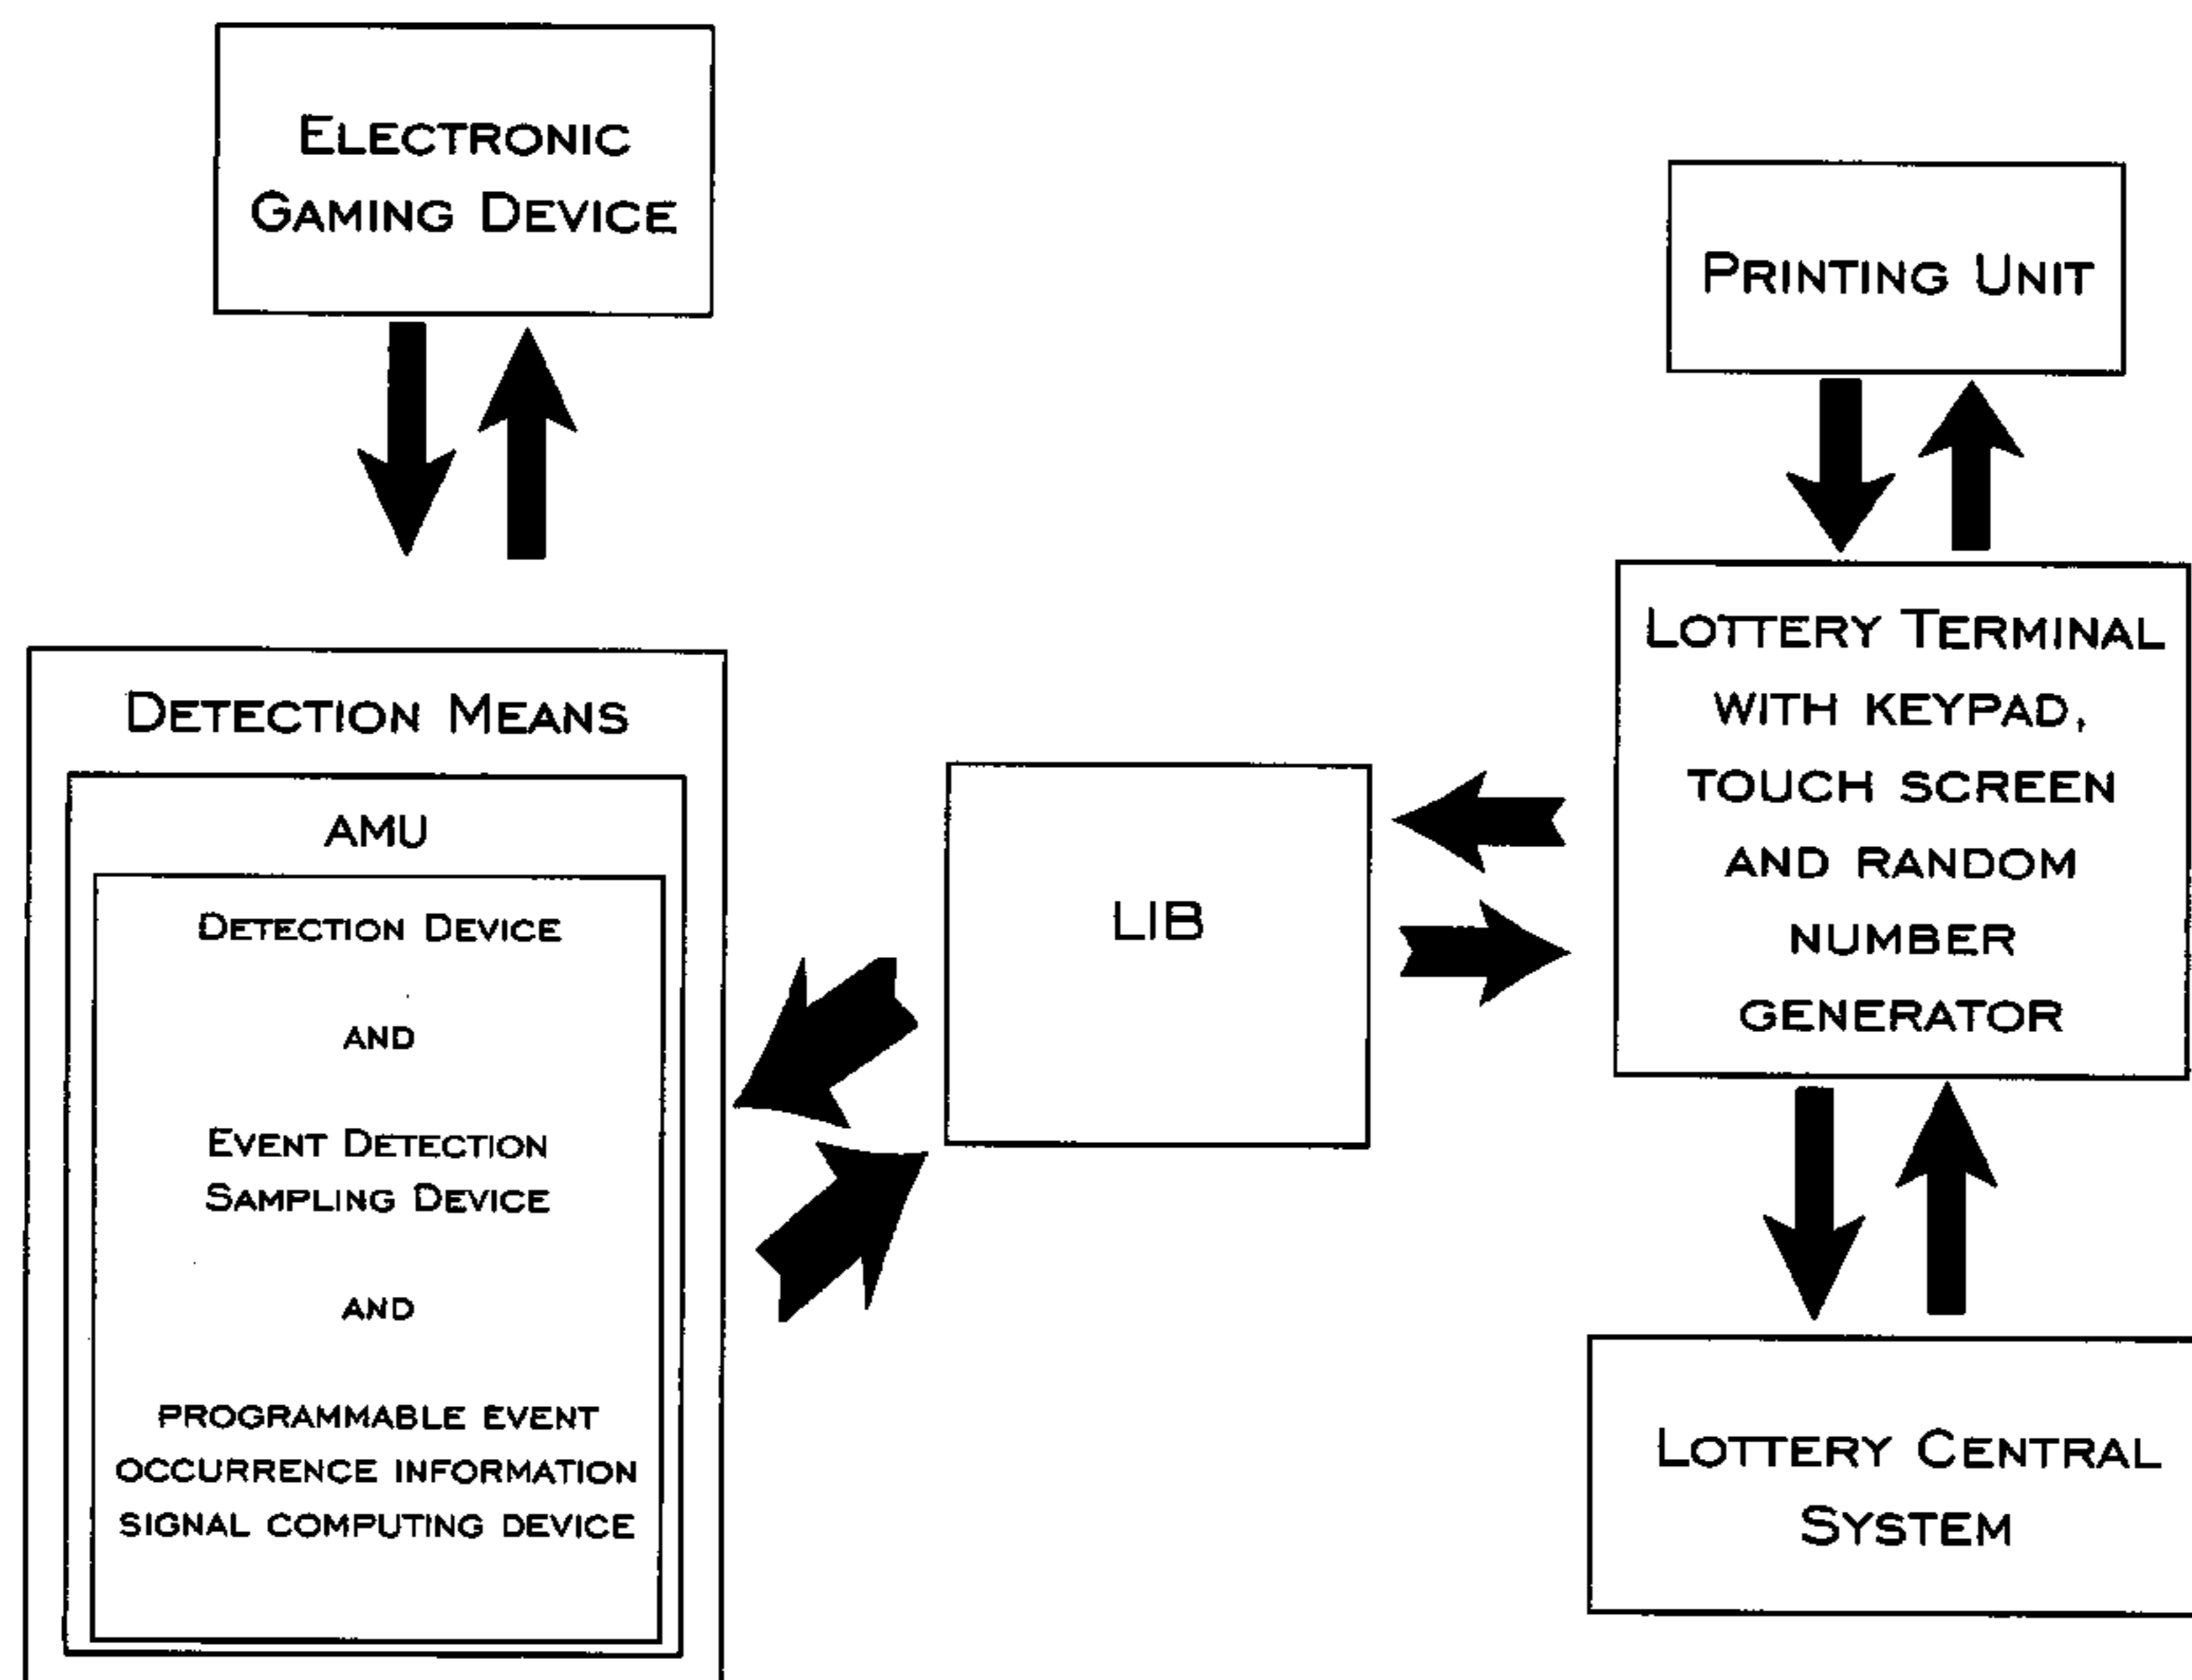 Electronic
Gaming Device
Printing Unit
Detection Means
AMU
Detection Device
and
Event Detection
Sampling Device
and
programmable event
occurrence information
signal computing device
LIB
Lottery Terminal
with keypad,
touch screen
and random
number
generator
Lottery Central
System